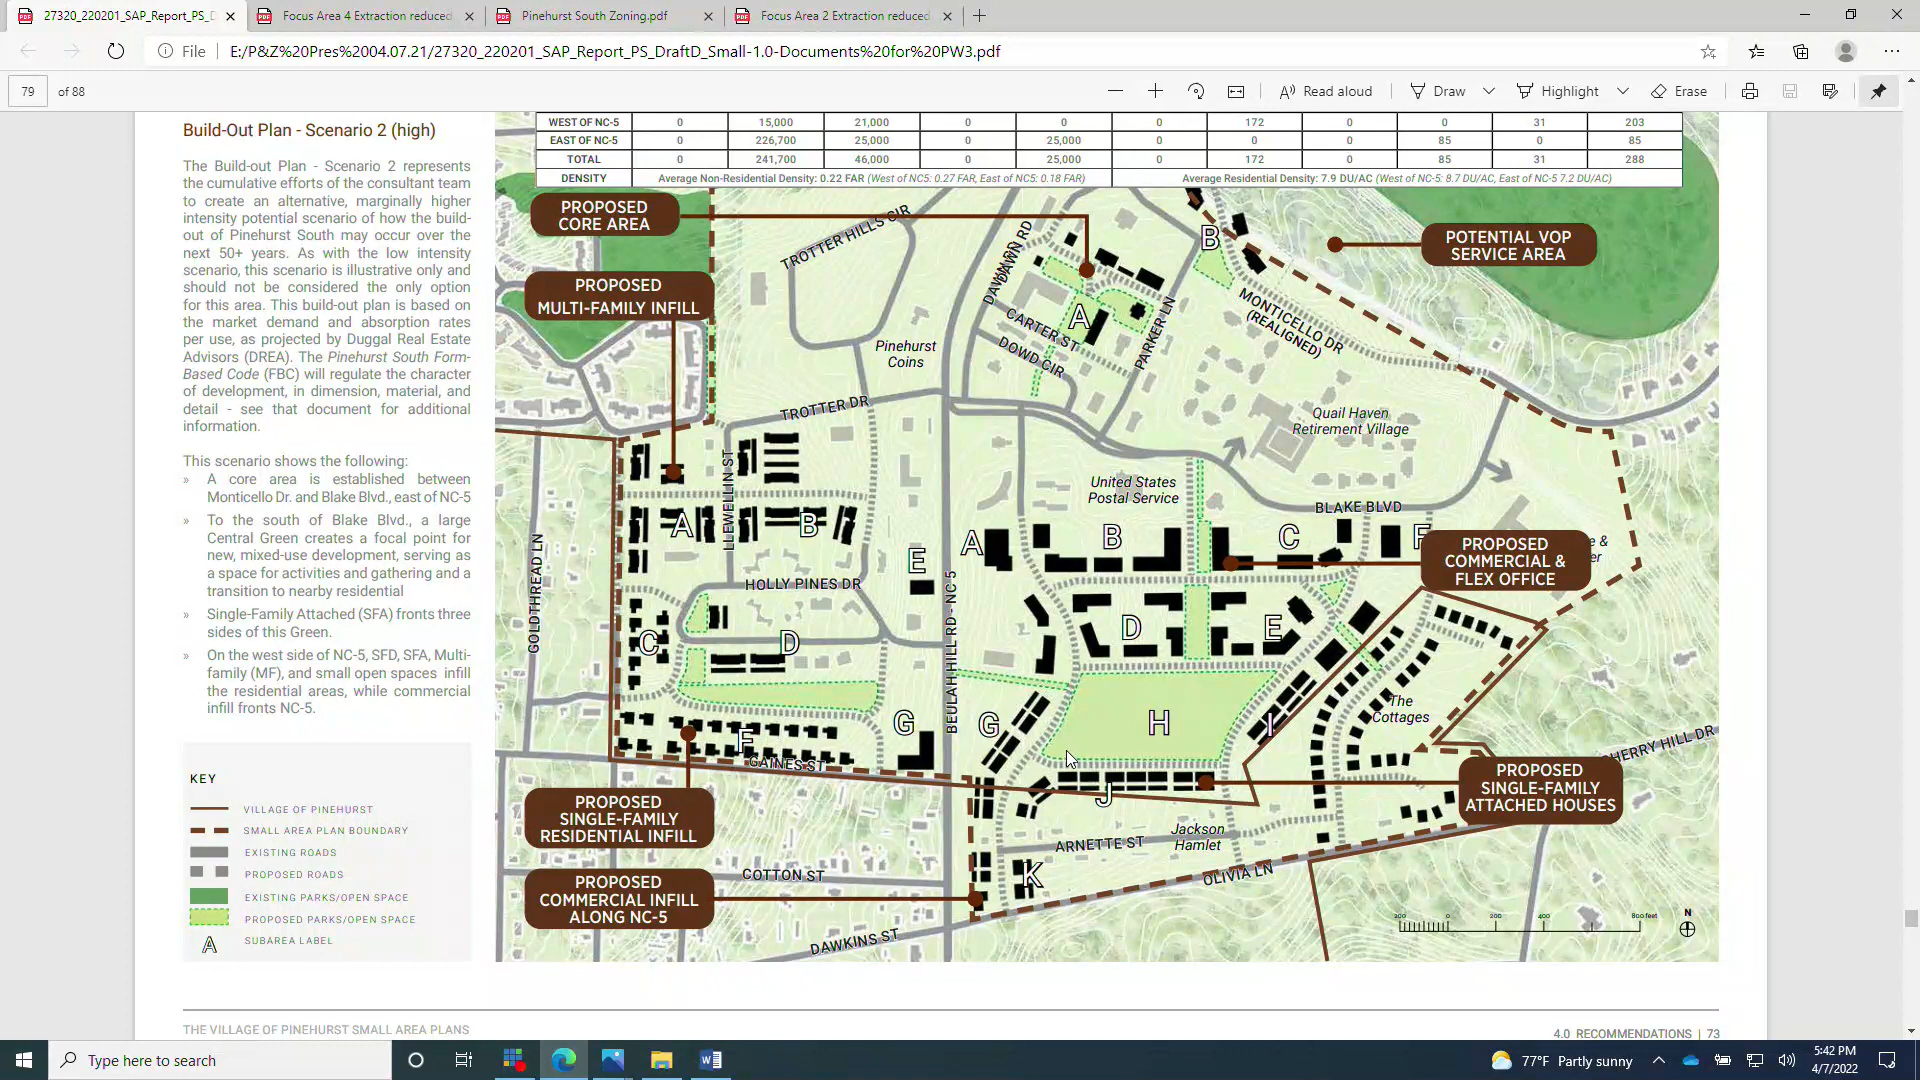 27320_220201_SAP_Report_PS_D
Focus Area 4 Extraction reduced
Pinehurst South Zoning.pdf
Focus Area 2 Extraction reduced
File
E:/P&Z%20Pres%2004.07.21/27320_220201_SAP_Report_PS_DraftD_Small-1.0-Documents%20for%20PW3.pdf
79 of 88
Read aloud
Draw
Highlight
Erase
WEST OF NC-5 0 15,000 21,000 0 0 0 172 0 0 31 203
EAST OF NC-5 0 226,700 25,000 0 25,000 0 0 0 85 0 85
TOTAL 0 241,700 46,000 0 25,000 0 172 0 85 31 288
DENSITY Average Non-Residential Density: 0.22 FAR (West of NC5: 0.27 FAR, East of NC5: 0.18 FAR) Average Residential Density: 7.9 DU/AC (West of NC-5: 8.7 DU/AC, East of NC-5 7.2 DU/AC)
Build-Out Plan - Scenario 2 (high)
The Build-out Plan - Scenario 2 represents
the cumulative efforts of the consultant team
to create an alternative, marginally higher
intensity potential scenario of how the build-
out of Pinehurst South may occur over the
next 50+ years. As with the low intensity
scenario, this scenario is illustrative only and
should not be considered the only option
for this area. This build-out plan is based on
the market demand and absorption rates
per use, as projected by Duggal Real Estate
Advisors (DREA). The Pinehurst South Form-
Based Code (FBC) will regulate the character
of development, in dimension, material, and
detail - see that document for additional
information.
This scenario shows the following:
» A core area is established between
Monticello Dr. and Blake Blvd., east of NC-5
» To the south of Blake Blvd., a large
Central Green creates a focal point for
new, mixed-use development, serving as
a space for activities and gathering and a
transition to nearby residential
» Single-Family Attached (SFA) fronts three
sides of this Green.
» On the west side of NC-5, SFD, SFA, Multi-
family (MF), and small open spaces infill
the residential areas, while commercial
infill fronts NC-5.
KEY
VILLAGE OF PINEHURST
SMALL AREA PLAN BOUNDARY
EXISTING ROADS
PROPOSED ROADS
EXISTING PARKS/OPEN SPACE
PROPOSED PARKS/OPEN SPACE
A SUBAREA LABEL
PROPOSED
CORE AREA
POTENTIAL VOP
SERVICE AREA
PROPOSED
MULTI-FAMILY INFILL
TROTTER HILLS CIR
DAWN RD
DAWN RD
B
MONTICELLO DR
(REALIGNED)
A
CARTER ST
DOWD CIR
PARKER LN
Pinehurst
Coins
TROTTER DR
Quail Haven
Retirement Village
United States
Postal Service
BLAKE BLVD
LLEWELLIN ST
A
B
E
A
B
C
F
PROPOSED
COMMERCIAL &
FLEX OFFICE
e &
er
GOLDTHREAD LN
HOLLY PINES DR
BEULAH HILL RD - NC 5
C
D
D
E
The
Cottages
F
G
G
H
I
GAINES ST
CHERRY HILL DR
J
PROPOSED
SINGLE-FAMILY
ATTACHED HOUSES
PROPOSED
SINGLE-FAMILY
RESIDENTIAL INFILL
Jackson
Hamlet
ARNETTE ST
K
OLIVIA LN
COTTON ST
PROPOSED
COMMERCIAL INFILL
ALONG NC-5
DAWKINS ST
200 0 200 400 800 feet
N
THE VILLAGE OF PINEHURST SMALL AREA PLANS
4.0 RECOMMENDATIONS | 73
Type here to search
77°F Partly sunny
5:42 PM
4/7/2022